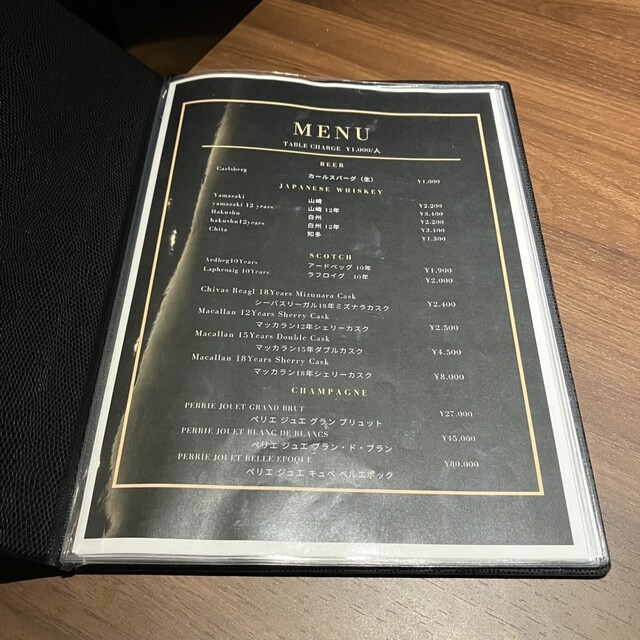 MENU
TABLE CHARGE ¥1,000/人
BEER
Carlsberg
カールスバーグ（生） ¥1,000
JAPANESE WHISKEY
Yamazaki 山崎 ¥2.200
yamazaki 12 years 山崎 12年 ¥3.400
Hakushu 白州 ¥2.200
hakushu12years 白州 12年 ¥3.400
Chita 知多 ¥1,300
SCOTCH
Ardbeg10Years アードベッグ 10年 ¥1,900
Laphroaig 10Years ラフロイグ 10年 ¥2.000
Chivas Reagl 18Years Mizunara Cask
シーバスリーガル18年ミズナラカスク ¥2.400
Macallan 12Years Sherry Cask
マッカラン12年シェリーカスク ¥2.500
Macallan 15Years Double Cask
マッカラン15年ダブルカスク ¥4,500
Macallan 18Years Sherry Cask
マッカラン18年シェリーカスク ¥8.000
CHAMPAGNE
PERRIE JOUET GRAND BRUT ¥27.000
ペリエ ジュエ グラン ブリュット
PERRIE JOUET BLANC DE BLANCS ¥45.000
ペリエ ジュエ ブラン・ド・ブラン
PERRIE JOUET BELLE EPOQUE ¥80.000
ペリエ ジュエ キュベ ベルエポック